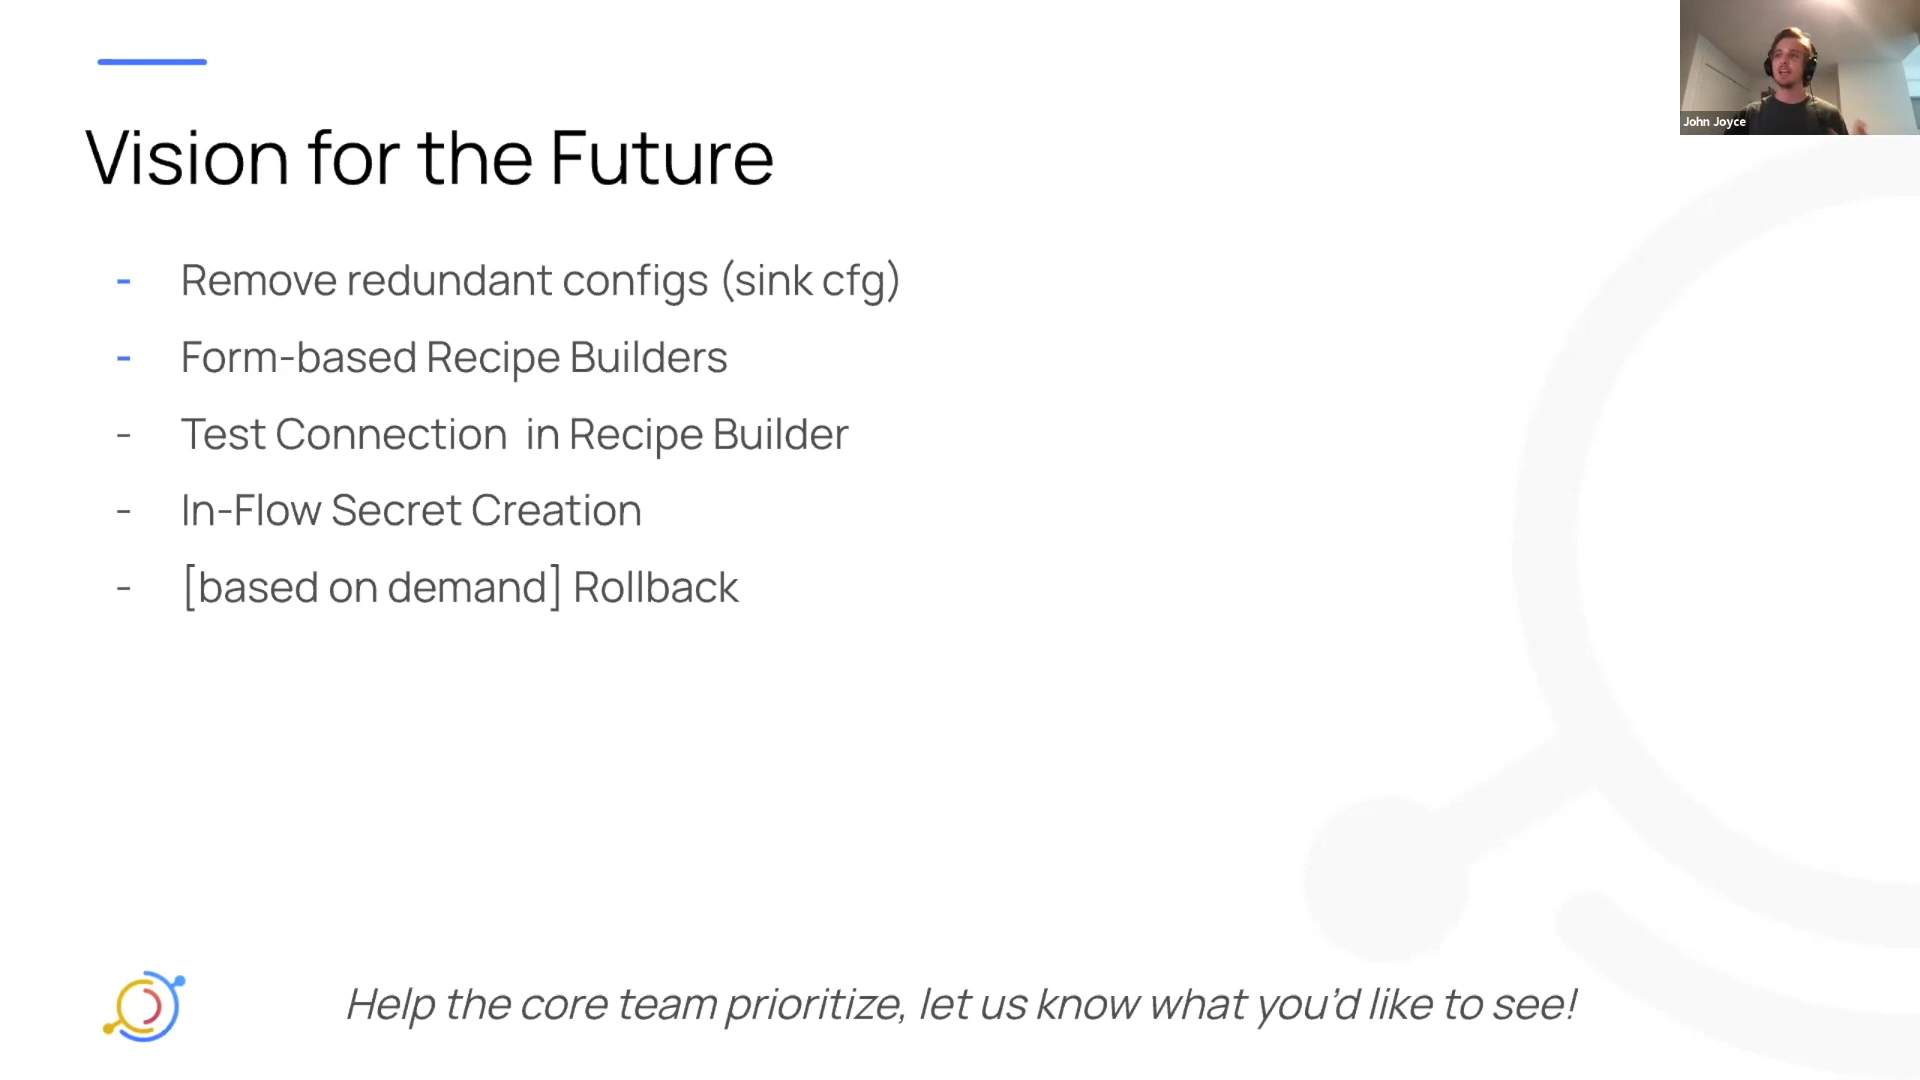 John Joyce
Vision for the Future
- Remove redundant configs (sink cfg)
- Form-based Recipe Builders
- Test Connection  in Recipe Builder
- In-Flow Secret Creation
- [based on demand] Rollback
Help the core team prioritize, let us know what you’d like to see!